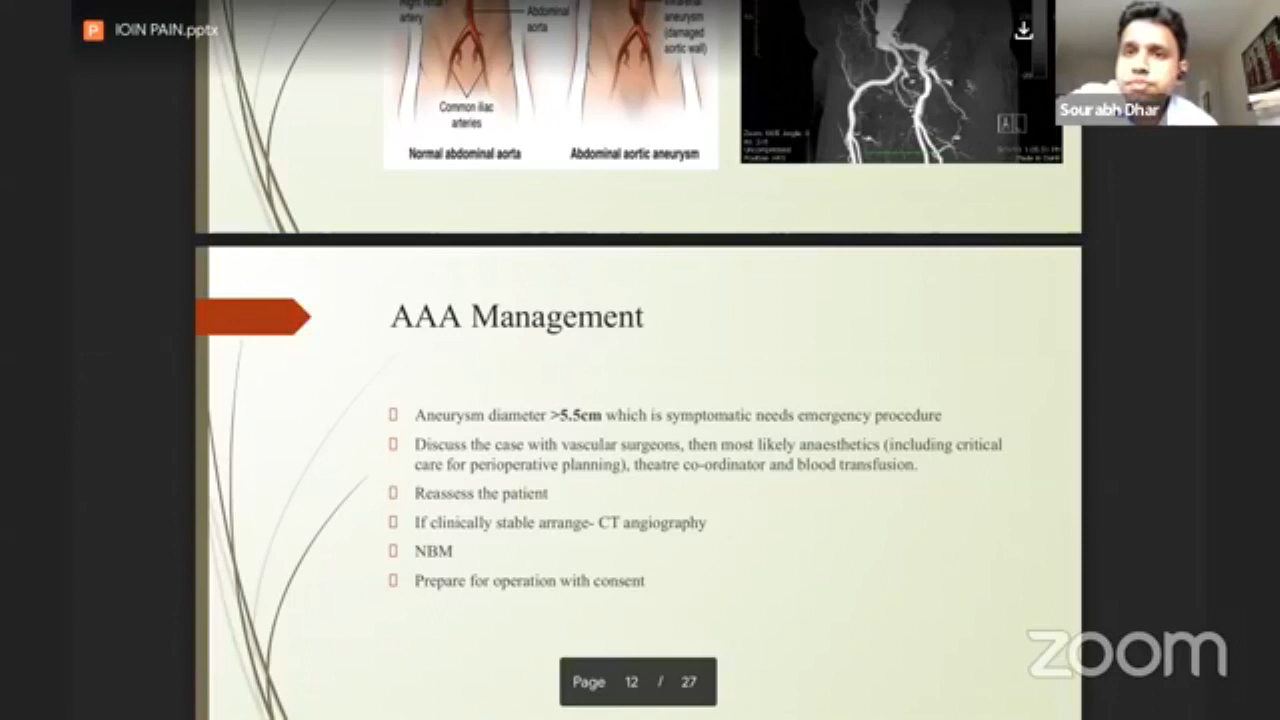 IOIN PAIN.pptx
artery
Abdominal
aorta
aneurysm
(damaged
aortic wall)
Common iliac
arteries
Normal abdominal aorta
Abdominal aortic aneurysm
Sourabh Dhar
AAA Management
Aneurysm diameter >5.5cm which is symptomatic needs emergency procedure
Discuss the case with vascular surgeons, then most likely anaesthetics (including critical
care for perioperative planning), theatre co-ordinator and blood transfusion.
Reassess the patient
If clinically stable arrange- CT angiography
NBM
Prepare for operation with consent
Page 12 / 27
zoom